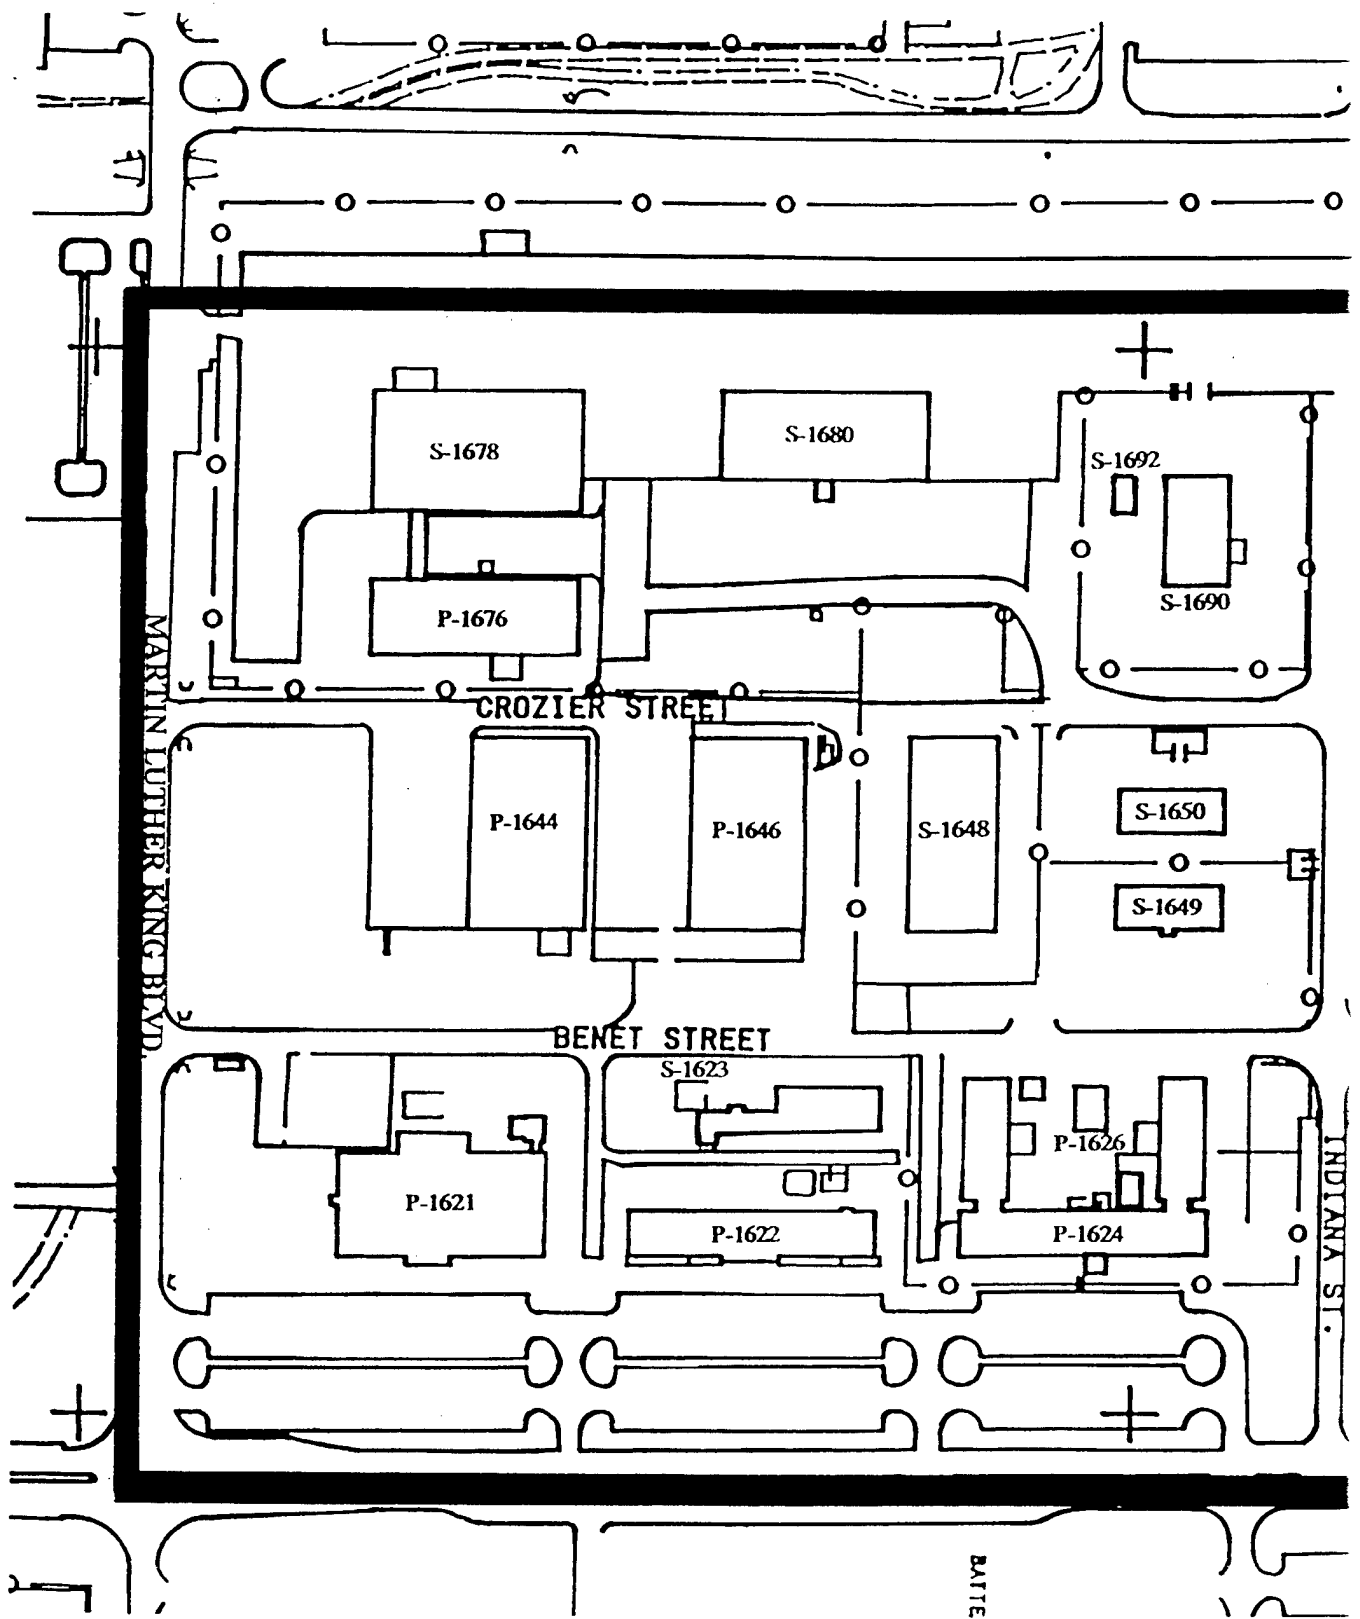 S-1678
S-1680
S-1692
S-1690
P-1676
MARTIN LUTHER KING BLVD.
CROZIER STREET
P-1644
P-1646
S-1648
S-1650
S-1649
BENET STREET
S-1623
P-1626
P-1621
P-1622
P-1624
INDIANA ST.
BATTE